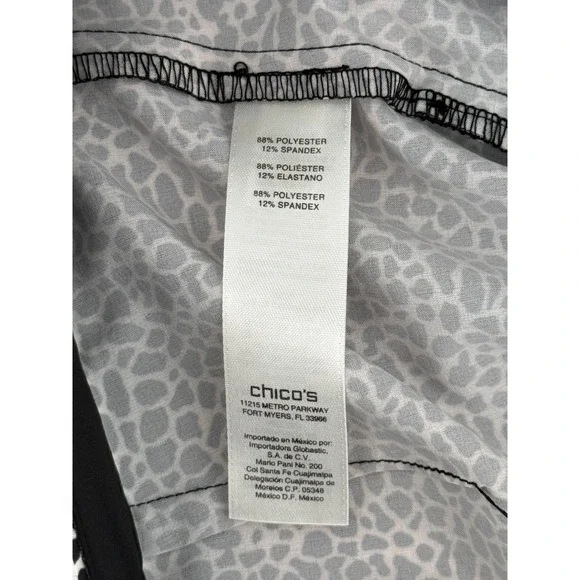 88% POLYESTER
12% SPANDEX
88% POLIÉSTER
12% ELASTANO
88% POLYESTER
12% SPANDEX
chico's
11215 METRO PARKWAY
FORT MYERS, FL 33966
Importado en México por:
Importadora Globastic,
S.A. de C.V.
Mario Pani No. 200
Col Santa Fe Cuajimalpa
Delegación Cuajimalpa de
Morelos C.P. 05348
México D.F. México